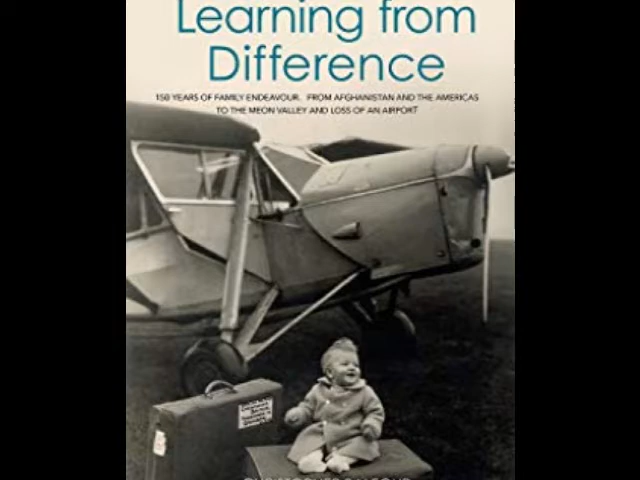 Learning from
Difference
150 YEARS OF FAMILY ENDEAVOUR. FROM AFGHANISTAN AND THE AMERICAS
TO THE MEON VALLEY AND LOSS OF AN AIRPORT